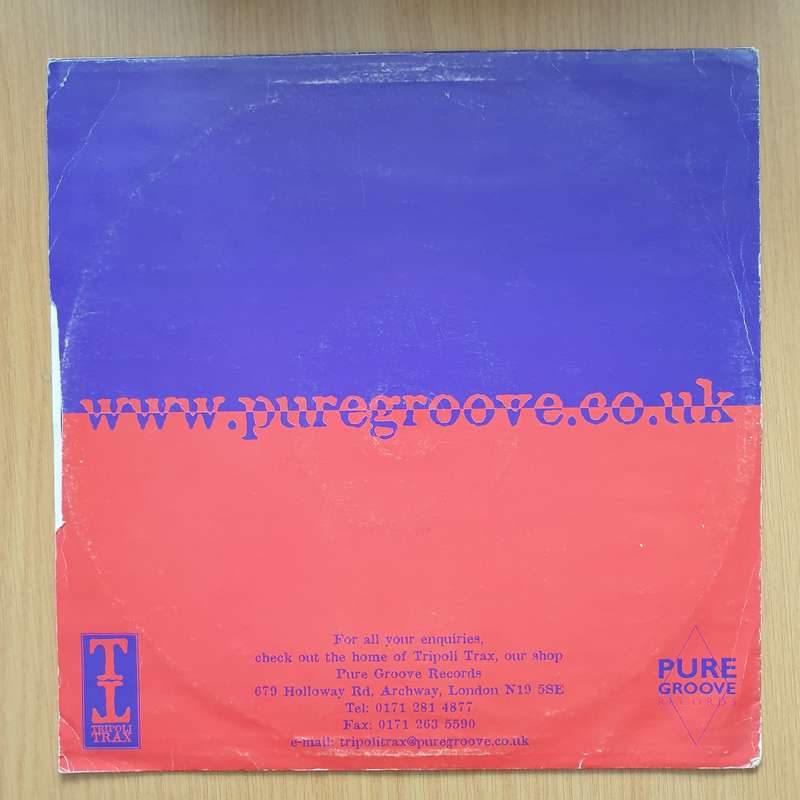 www.puregroove.co.uk
For all your enquiries,
check out the home of Tripoli Trax, our shop
Pure Groove Records
679 Holloway Rd, Archway, London N19 5SE
Tel: 0171 281 4877
Fax: 0171 263 5590
e-mail: tripolitrax@puregroove.co.uk
TT
TRIPOLI
TRAX
PURE
GROOVE
RECORDS